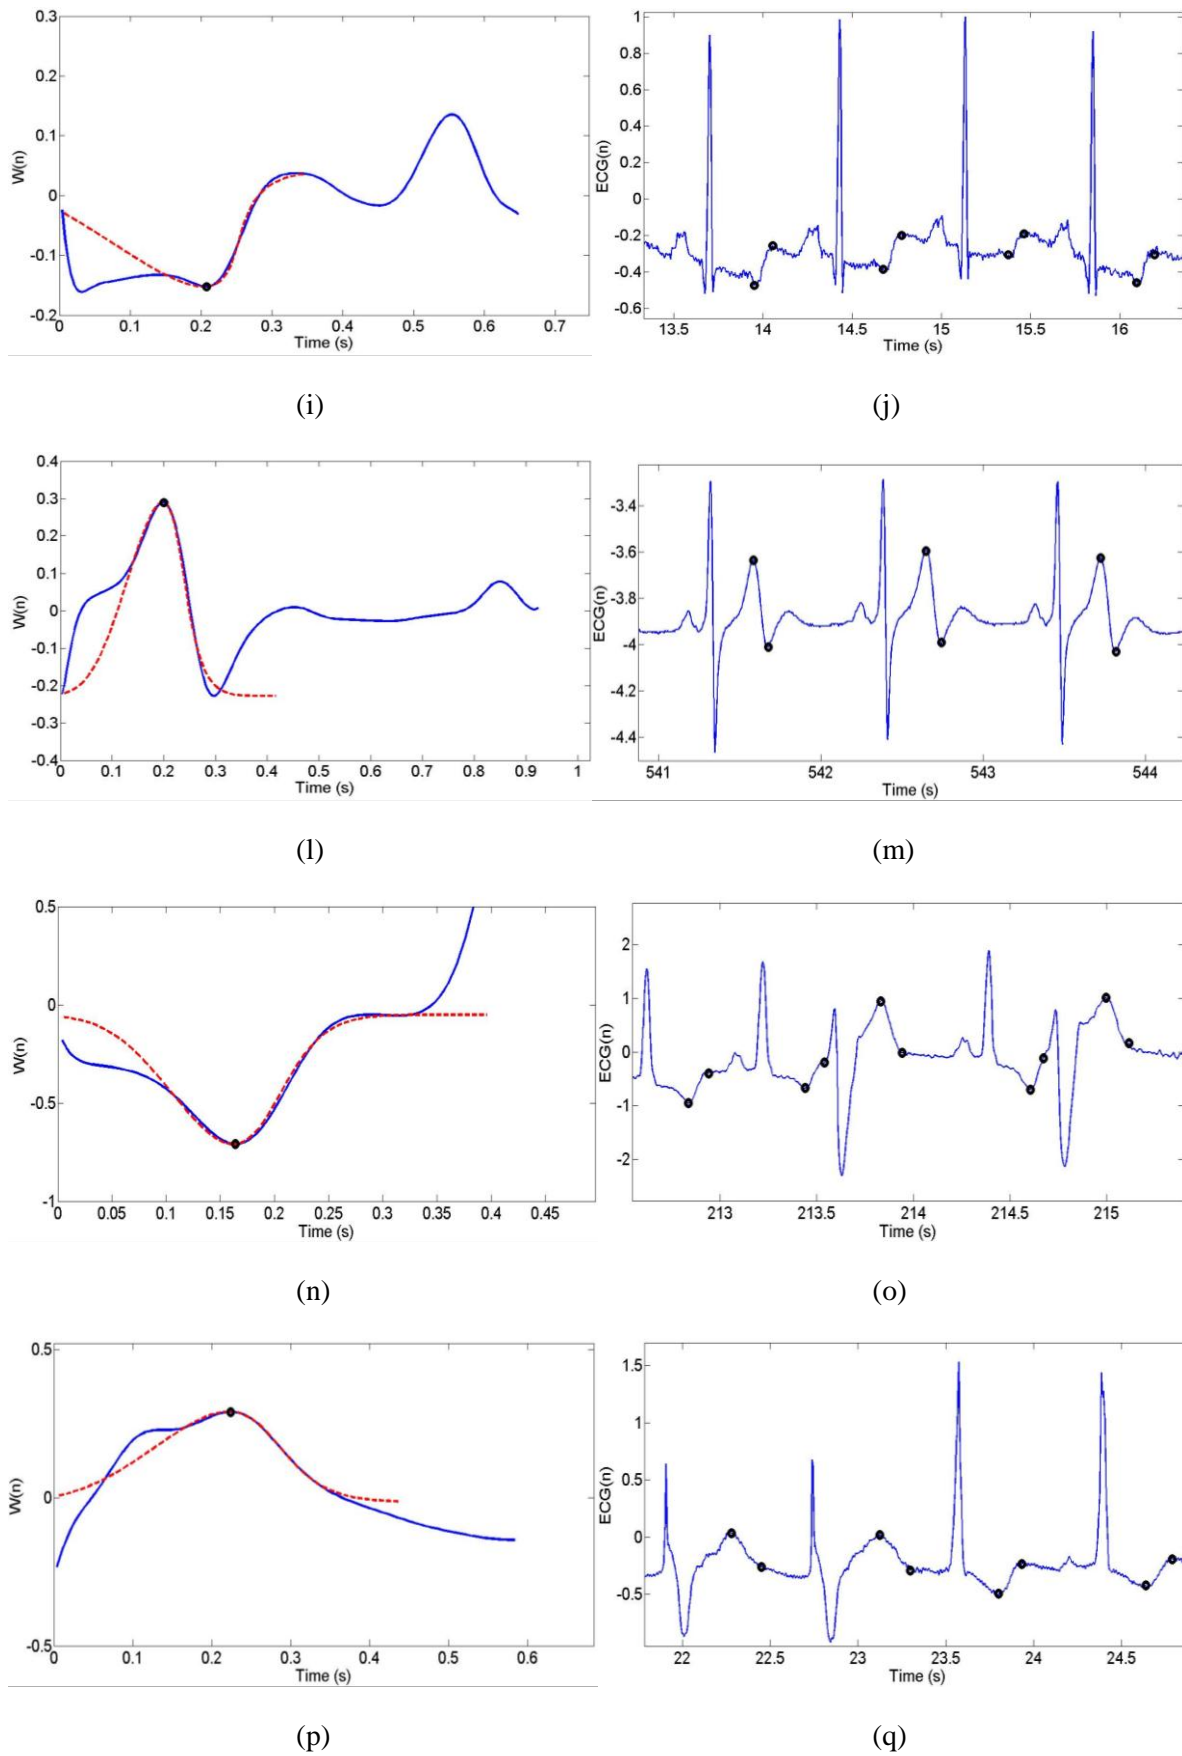 0.3
0.2
0.1
0
-0.1
-0.2
W(n)
0 0.1 0.2 0.3 0.4 0.5 0.6 0.7
Time (s)
1
0.8
0.6
0.4
0.2
0
-0.2
-0.4
-0.6
ECG(n)
13.5 14 14.5 15 15.5 16
Time (s)
(i) (j)
0.4
0.3
0.2
0.1
0
-0.1
-0.2
-0.3
-0.4
W(n)
0 0.1 0.2 0.3 0.4 0.5 0.6 0.7 0.8 0.9 1
Time (s)
-3.4
-3.6
-3.8
-4
-4.2
-4.4
ECG(n)
541 542 543 544
Time (s)
(l) (m)
0.5
0
-0.5
-1
W(n)
0 0.05 0.1 0.15 0.2 0.25 0.3 0.35 0.4 0.45
Time (s)
2
1
0
-1
-2
ECG(n)
213 213.5 214 214.5 215
Time (s)
(n) (o)
0.5
0
-0.5
W(n)
0 0.1 0.2 0.3 0.4 0.5 0.6
Time (s)
1.5
1
0.5
0
-0.5
ECG(n)
22 22.5 23 23.5 24 24.5
Time (s)
(p) (q)